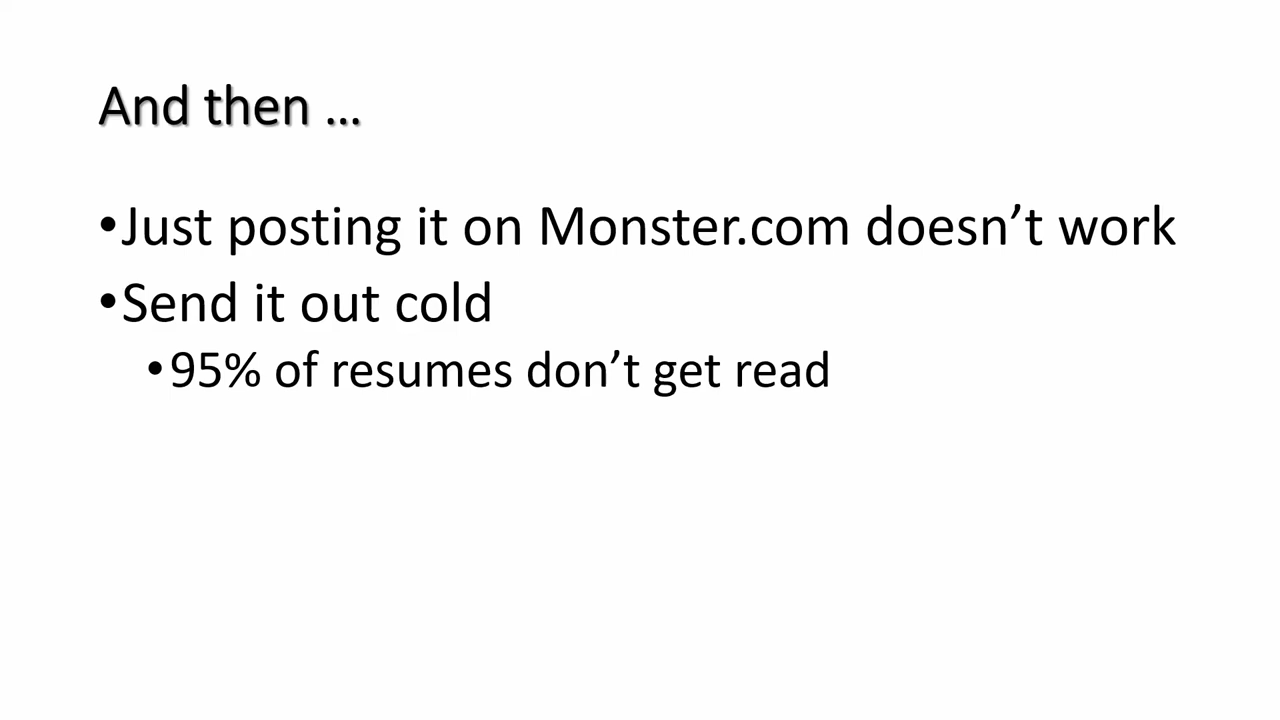 And then …
•Just posting it on Monster.com doesn’t work
•Send it out cold
•95% of resumes don’t get read